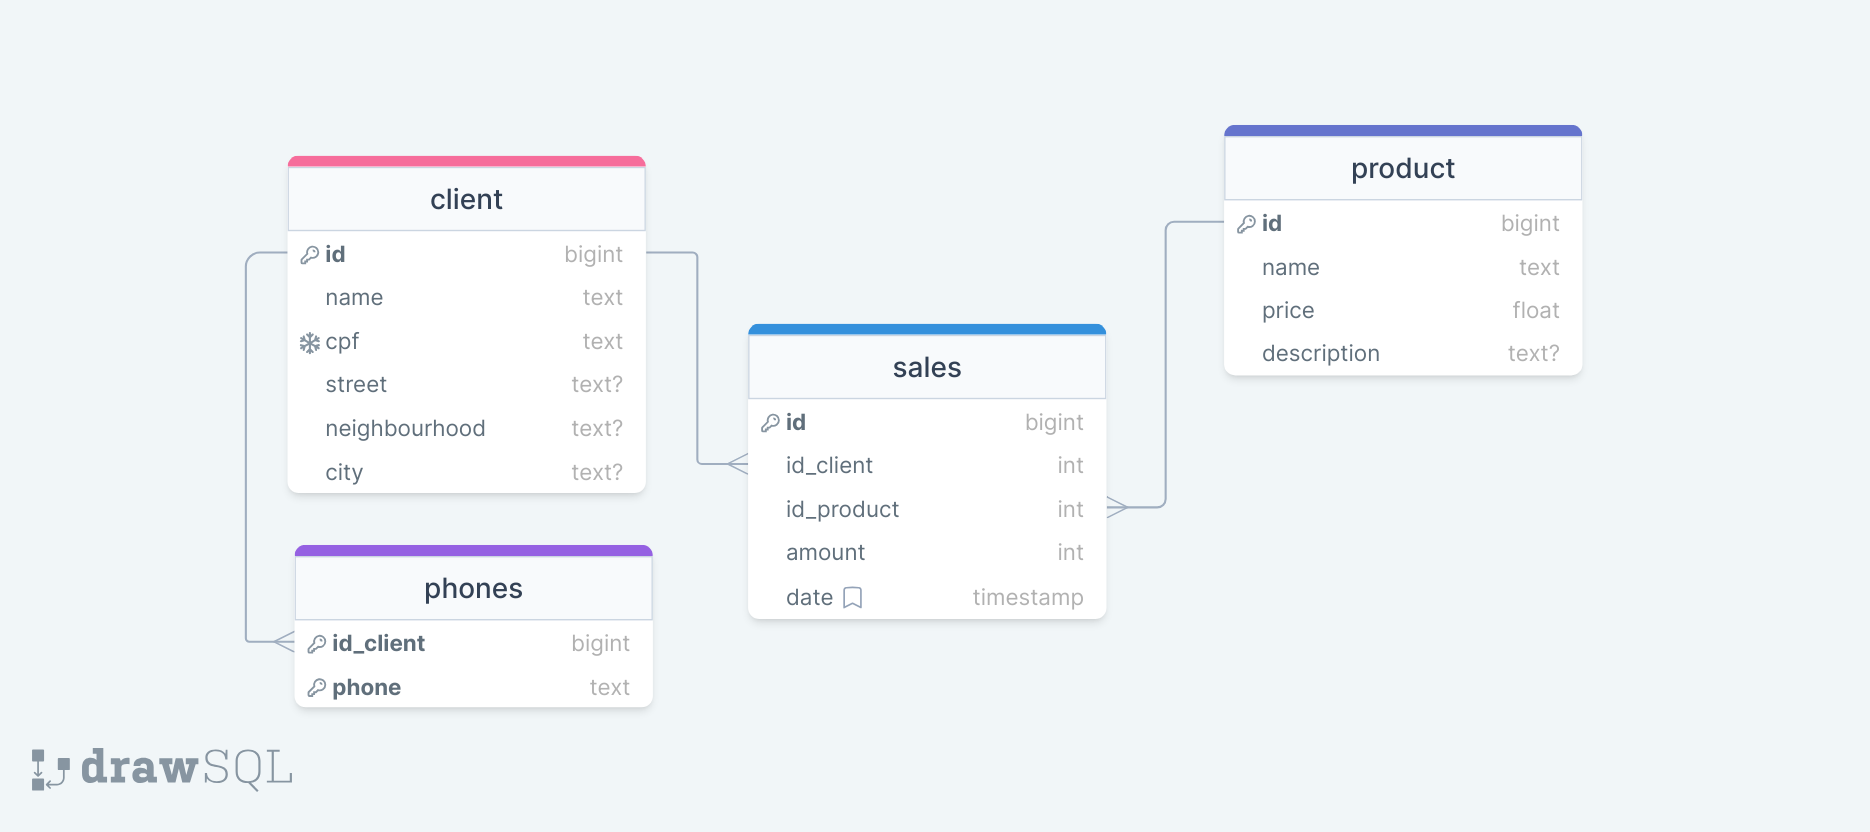 client
id bigint
name text
cpf text
street text?
neighbourhood text?
city text?
phones
id_client bigint
phone text
sales
id bigint
id_client int
id_product int
amount int
date timestamp
product
id bigint
name text
price float
description text?
drawSQL